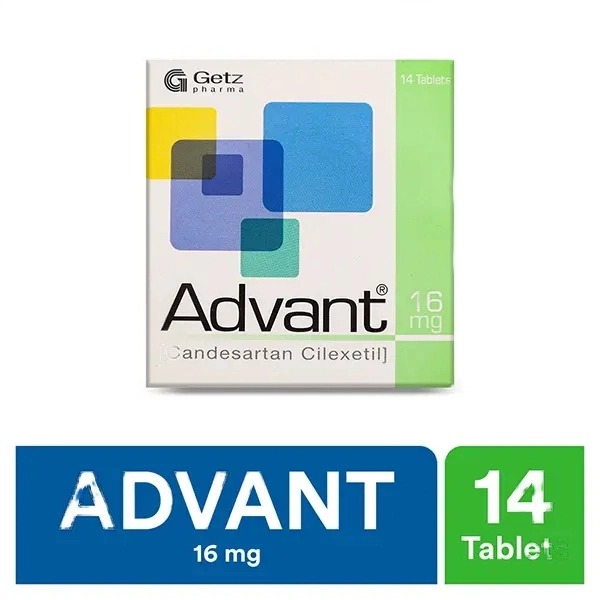 Getz
pharma
14 Tablets
Advant®
16
mg
[Candesartan Cilexetil]
ADVANT
16 mg
14
Tablet